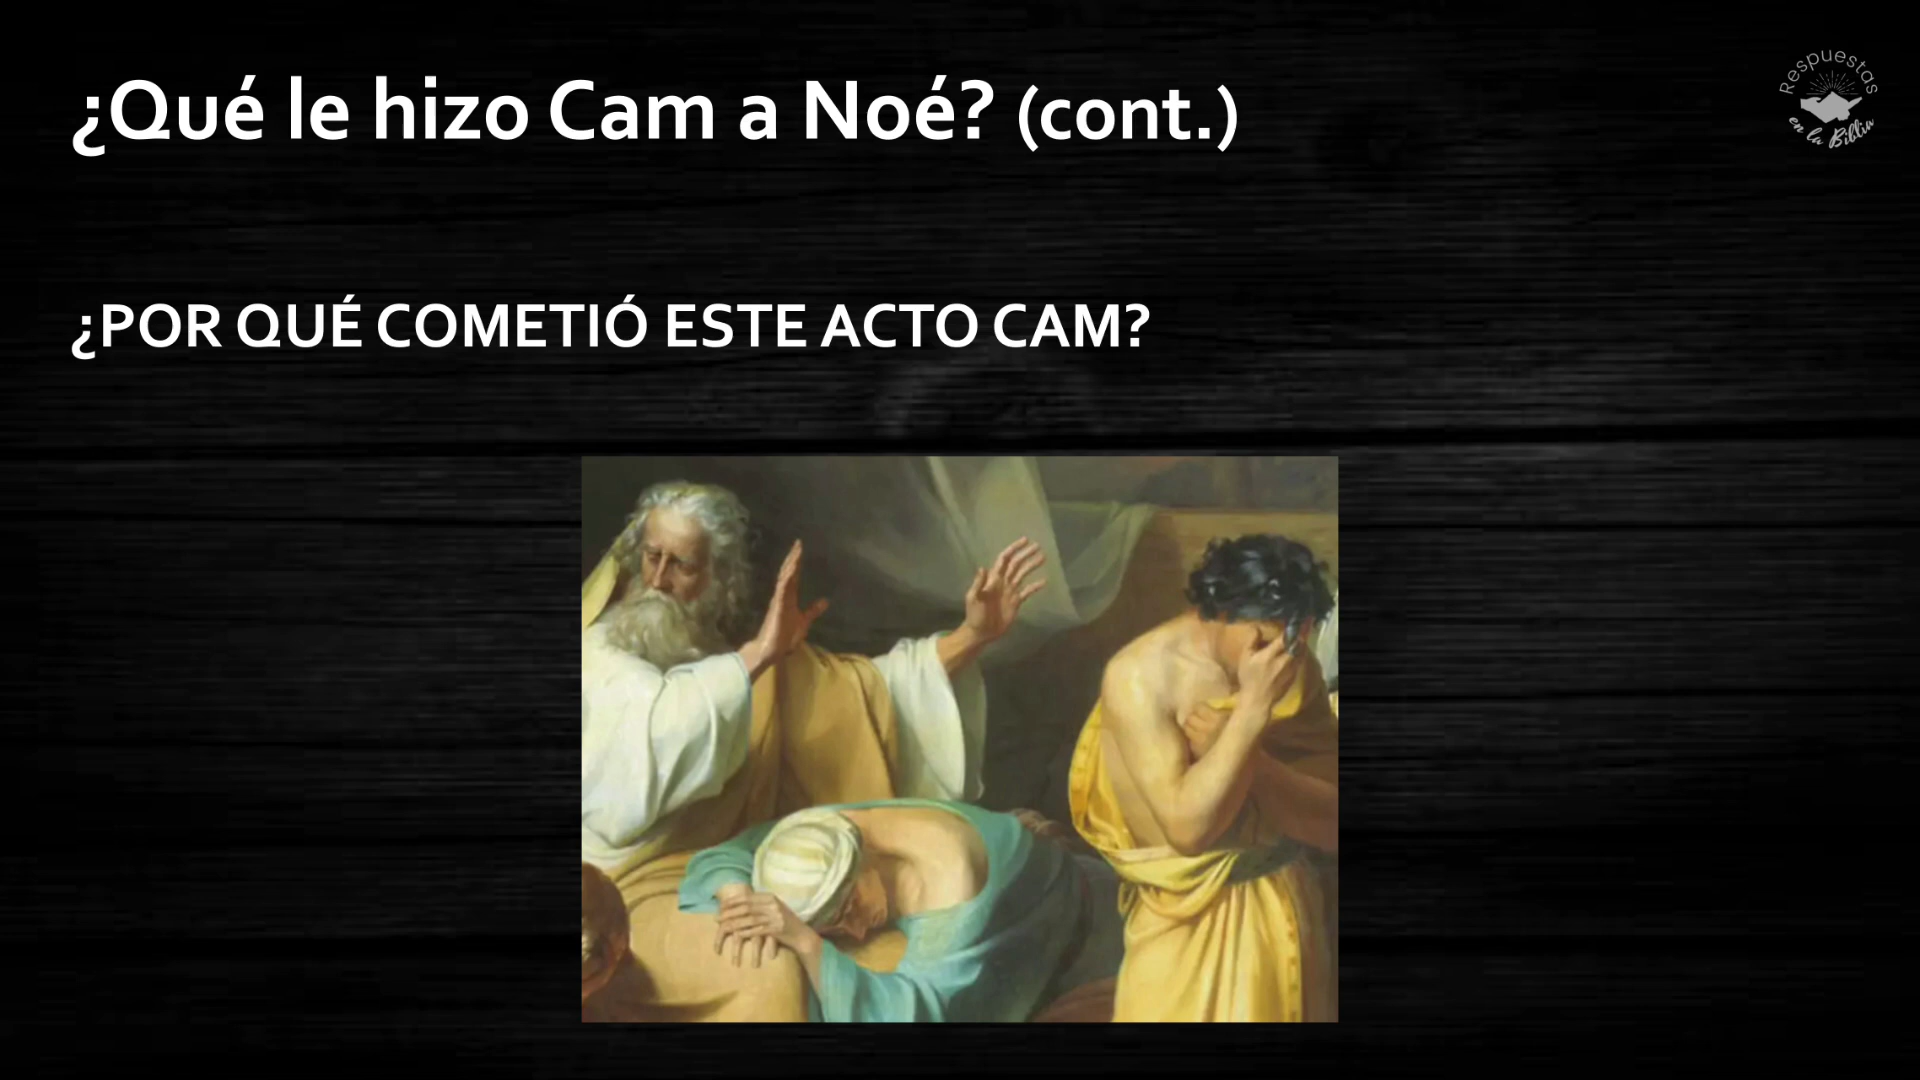 ¿Qué le hizo Cam a Noé? (cont.)
Respuestas
en la Biblia
¿POR QUÉ COMETIÓ ESTE ACTO CAM?